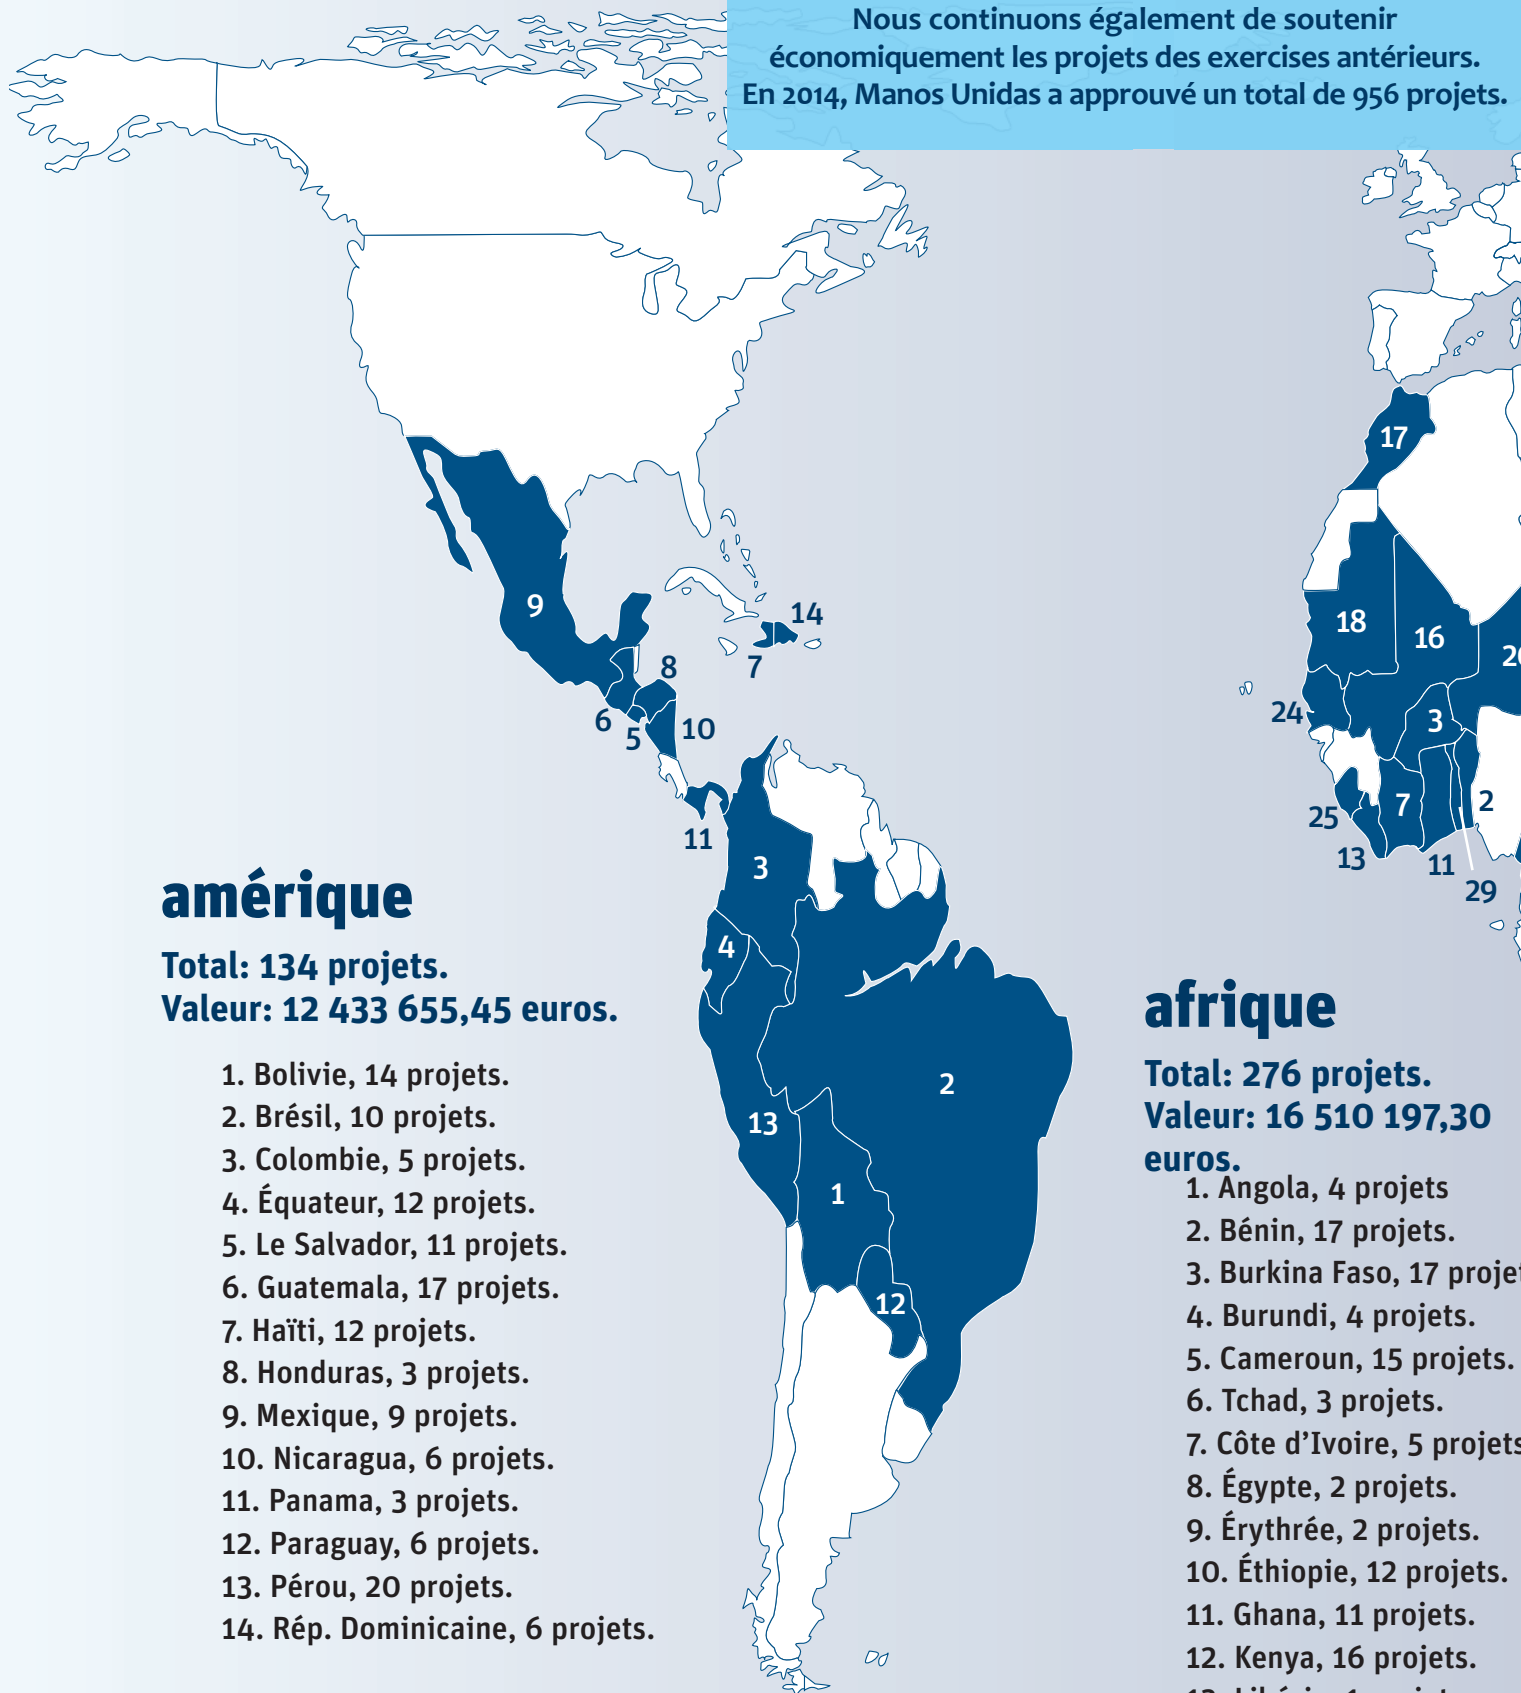 Nous continuons également de soutenir
économiquement les projets des exercises antérieurs.
En 2014, Manos Unidas a approuvé un total de 956 projets.
17
9
14
18
16
7
8
24
6
3
5
10
2
25
7
11
13
11
3
29
4
amérique
Total: 134 projets.
Valeur: 12 433 655,45 euros.
1. Bolivie, 14 projets.
2. Brésil, 10 projets.
3. Colombie, 5 projets.
4. Équateur, 12 projets.
5. Le Salvador, 11 projets.
6. Guatemala, 17 projets.
7. Haïti, 12 projets.
8. Honduras, 3 projets.
9. Mexique, 9 projets.
10. Nicaragua, 6 projets.
11. Panama, 3 projets.
12. Paraguay, 6 projets.
13. Pérou, 20 projets.
14. Rép. Dominicaine, 6 projets.
2
13
1
12
afrique
Total: 276 projets.
Valeur: 16 510 197,30
euros.
1. Angola, 4 projets
2. Bénin, 17 projets.
3. Burkina Faso, 17
4. Burundi, 4 projets.
5. Cameroun, 15 projets.
6. Tchad, 3 projets.
7. Côte d'Ivoire, 5 projets
8. Égypte, 2 projets.
9. Érythrée, 2 projets.
10. Éthiopie, 12 projets.
11. Ghana, 11 projets.
12. Kenya, 16 projets.